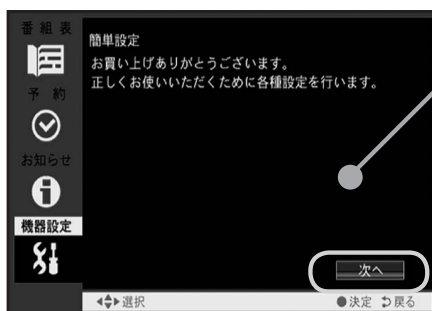 番組表
予約
お知らせ
機器設定
簡単設定
お買い上げありがとうございます。
正しくお使いいただくために各種設定を行います。
次へ
選択
決定 戻る